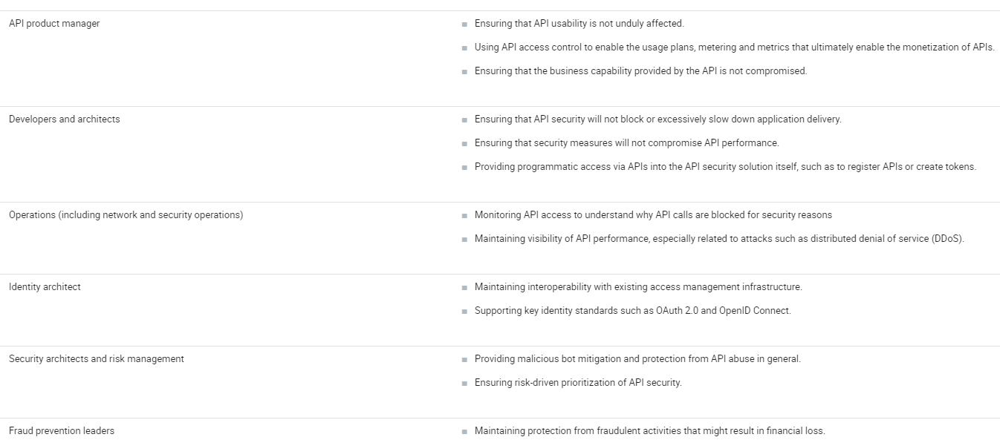 API product manager
Ensuring that API usability is not unduly affected.
Using API access control to enable the usage plans, metering and metrics that ultimately enable the monetization of APIs.
Ensuring that the business capability provided by the API is not compromised.
Developers and architects
Ensuring that API security will not block or excessively slow down application delivery.
Ensuring that security measures will not compromise API performance.
Providing programmatic access via APIs into the API security solution itself, such as to register APIs or create tokens.
Operations (including network and security operations)
Monitoring API access to understand why API calls are blocked for security reasons
Maintaining visibility of API performance, especially related to attacks such as distributed denial of service (DDoS).
Identity architect
Maintaining interoperability with existing access management infrastructure.
Supporting key identity standards such as OAuth 2.0 and OpenID Connect.
Security architects and risk management
Providing malicious bot mitigation and protection from API abuse in general.
Ensuring risk-driven prioritization of API security.
Fraud prevention leaders
Maintaining protection from fraudulent activities that might result in financial loss.